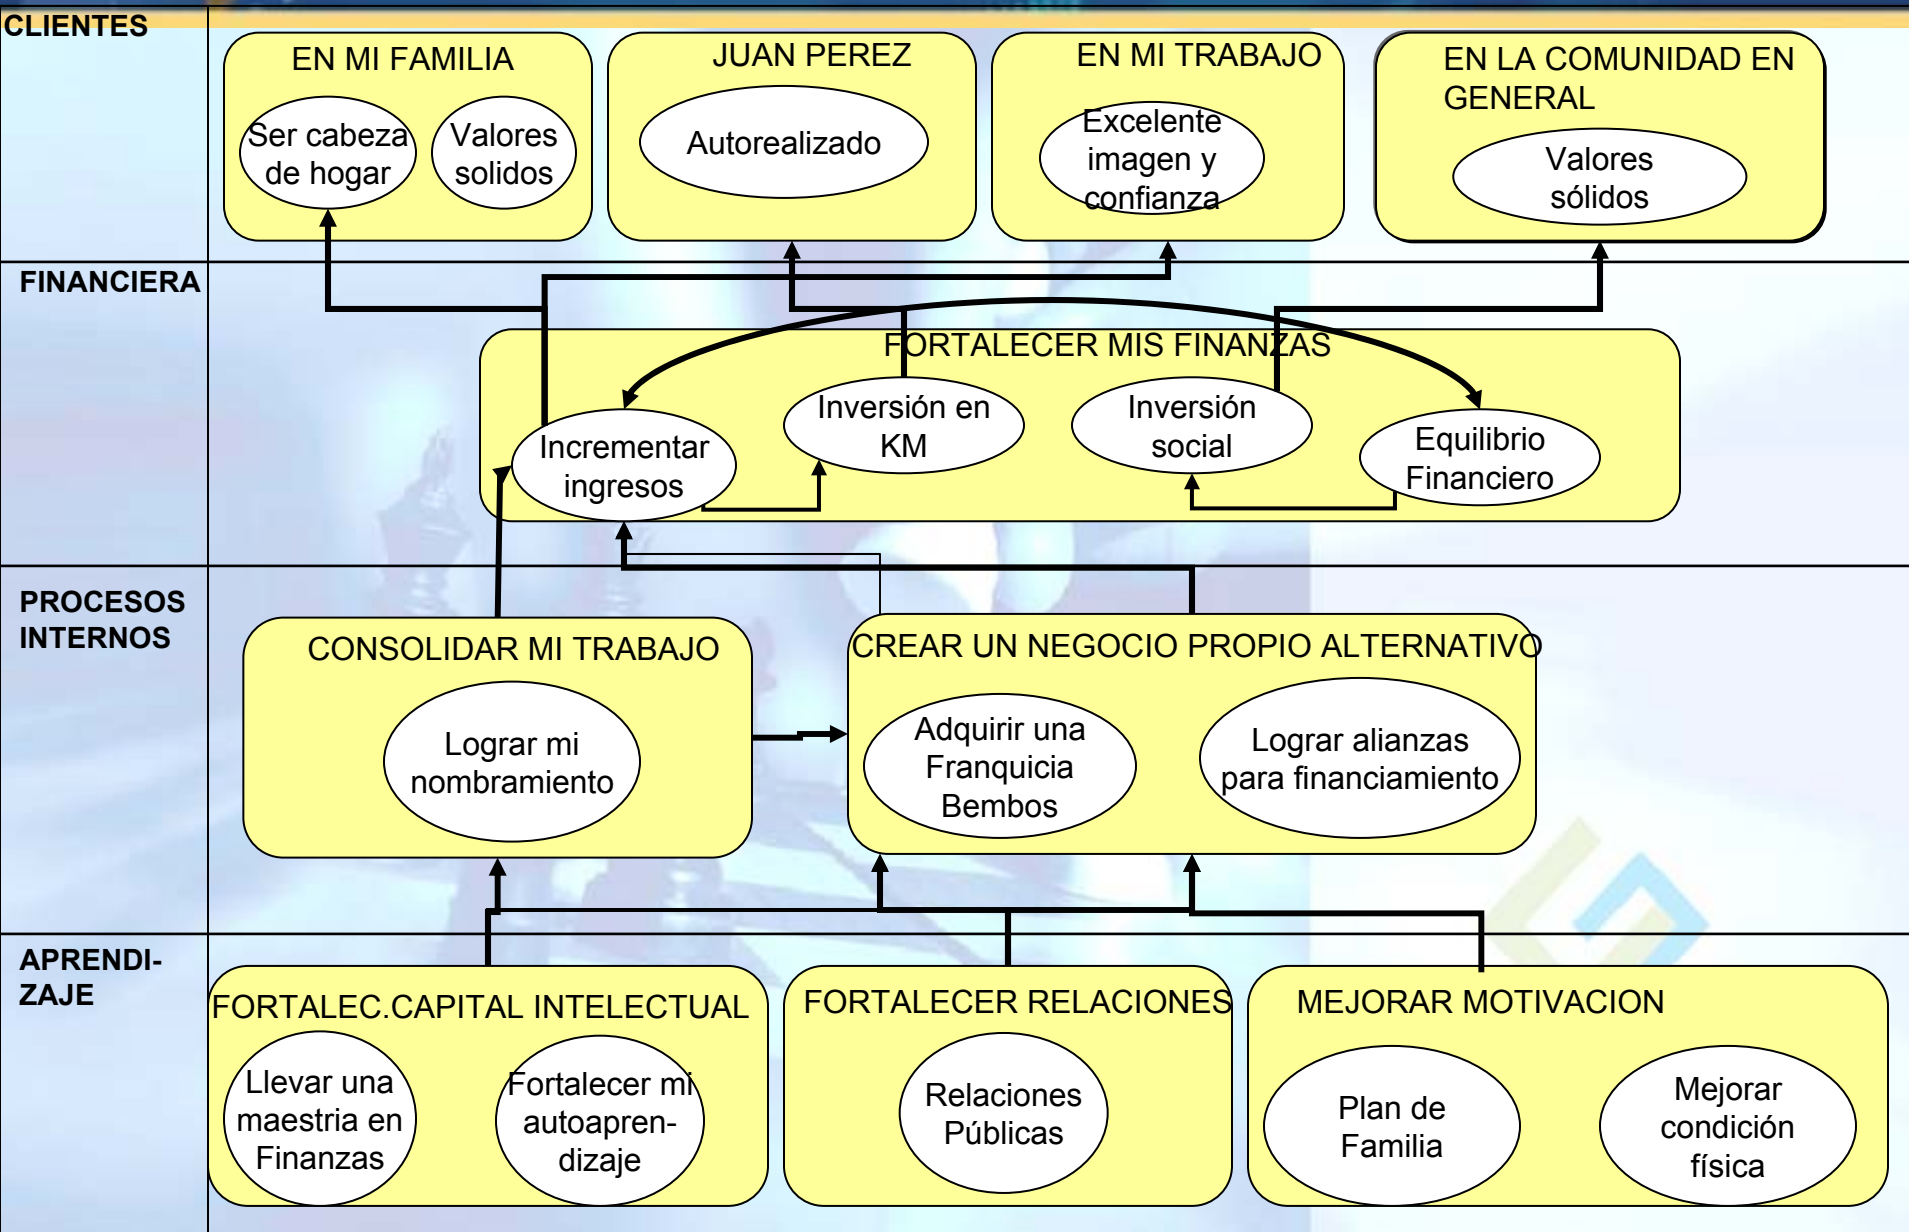 CLIENTES
EN MI FAMILIA
Ser cabeza
de hogar
Valores
solidos
JUAN PEREZ
Autorealizado
EN MI TRABAJO
Excelente
imagen y
confianza
EN LA COMUNIDAD EN
GENERAL
Valores
sólidos
FINANCIERA
FORTALECER MIS FINANZAS
Incrementar
ingresos
Inversión en
KM
Inversión
social
Equilibrio
Financiero
PROCESOS
INTERNOS
CONSOLIDAR MI TRABAJO
Lograr mi
nombramiento
CREAR UN NEGOCIO PROPIO ALTERNATIVO
Adquirir una
Franquicia
Bembos
Lograr alianzas
para financiamiento
APRENDI-
ZAJE
FORTALEC.CAPITAL INTELECTUAL
Llevar una
maestria en
Finanzas
Fortalecer mi
autoapren-
dizaje
FORTALECER RELACIONES
Relaciones
Públicas
MEJORAR MOTIVACION
Plan de
Familia
Mejorar
condición
física